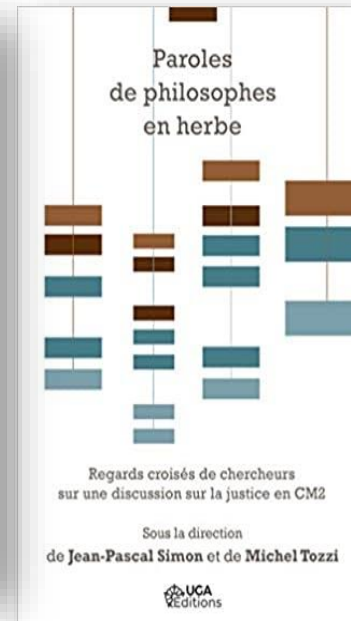 Paroles
de philosophes
en herbe
Regards croisés de chercheurs
sur une discussion sur la justice en CM2
Sous la direction
de Jean-Pascal Simon et de Michel Tozzi
UGA
Éditions